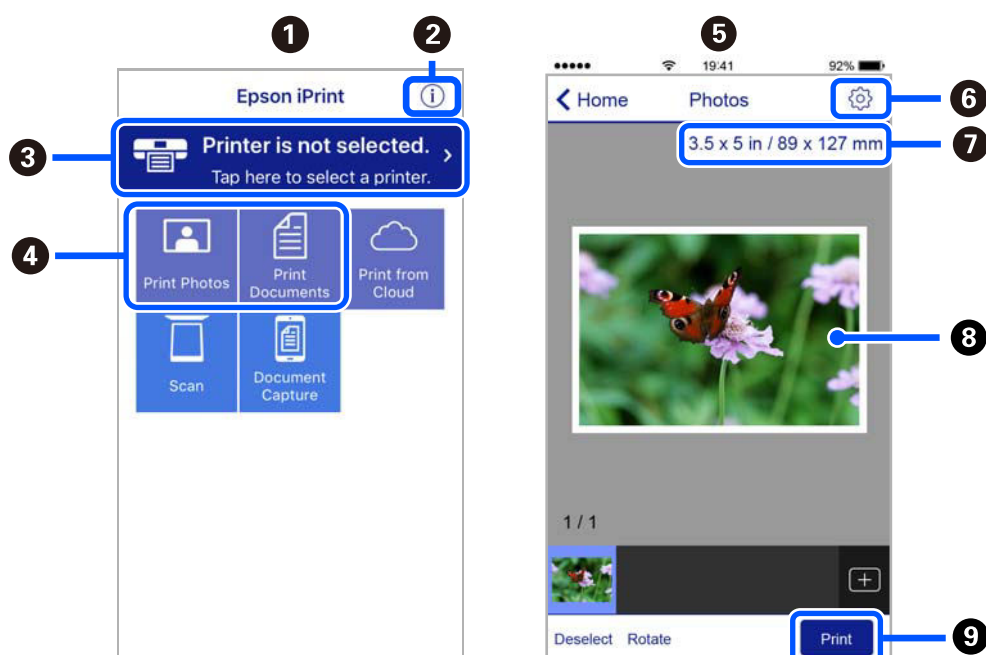 1
2
Epson iPrint
i
3
Printer is not selected.
Tap here to select a printer.
4
Print Photos
Print
Documents
Print from
Cloud
Scan
Document
Capture
5
19:41
92%
Home
Photos
6
3.5 x 5 in / 89 x 127 mm
7
8
1 / 1
Deselect
Rotate
Print
9